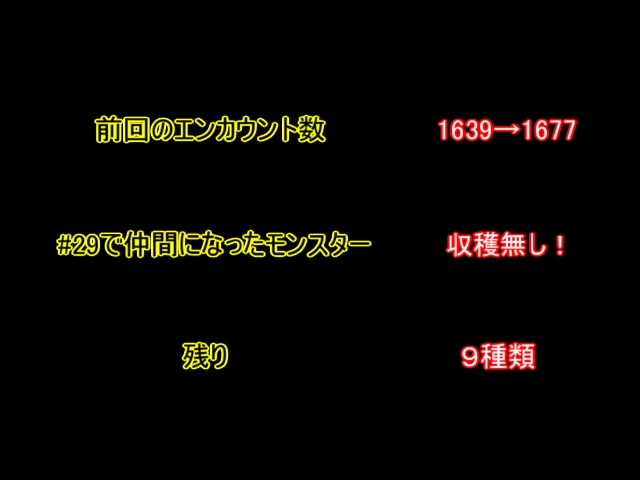 前回のエンカウント数 1639→1677
#29で仲間になったモンスター 収穫無し！
残り 9種類